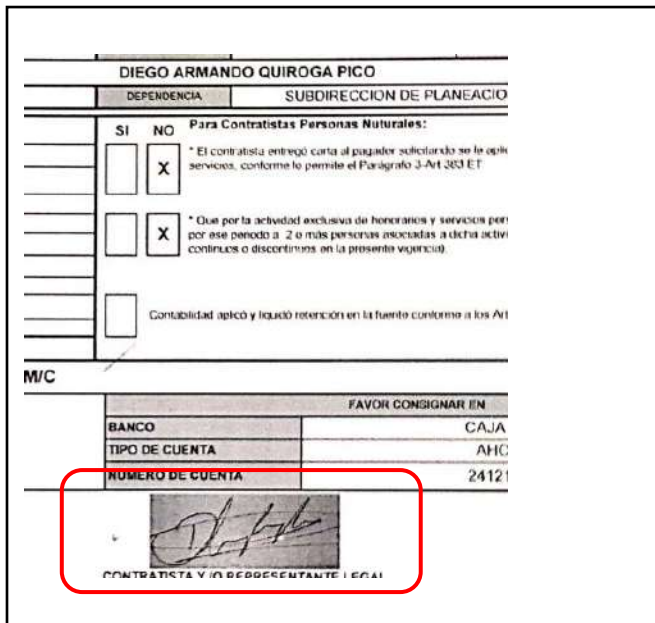 DIEGO ARMANDO QUIROGA PICO
DEPENDENCIA SUBDIRECCION DE PLANEACIO
SI NO Para Contratistas Personas Nuturales:
* El contratista entregó carta al pagador solicitando se le aplic
X servicios, conforme lo permite el Parágrafo 3-Art 383 ET
* Que por la actividad exclusiva de honorarios y servicios per
X por ese periodo a 2 o más personas asociadas a dicha activi
continuos o discontinuos en la presente vigencia)
Contabilidad aplicó y liquidó retención en la fuente conforme a los Art
M/C
FAVOR CONSIGNAR EN
BANCO CAJA
TIPO DE CUENTA AHO
NUMERO DE CUENTA 24121
CONTRATISTA Y/O REPRESENTANTE LEGAL